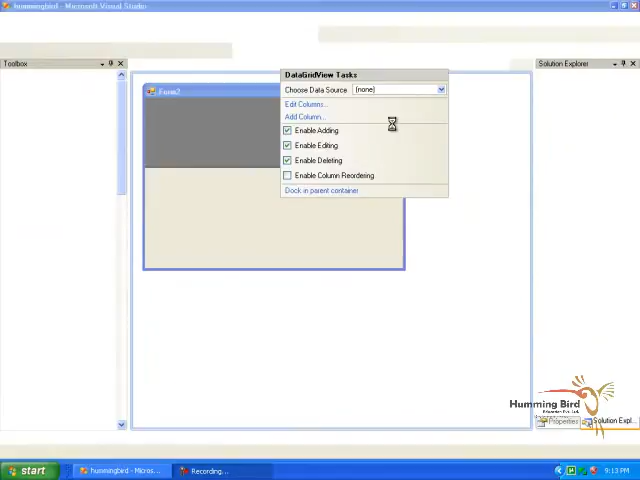 hummingbird - Microsoft Visual Studio
Toolbox
Solution Explorer
Form2
DataGridView Tasks
Choose Data Source (none)
Edit Columns...
Add Column...
Enable Adding
Enable Editing
Enable Deleting
Enable Column Reordering
Dock in parent container
Humming Bird
Properties
Solution Expl...
start
hummingbird - Micros...
Recording...
9:13 PM